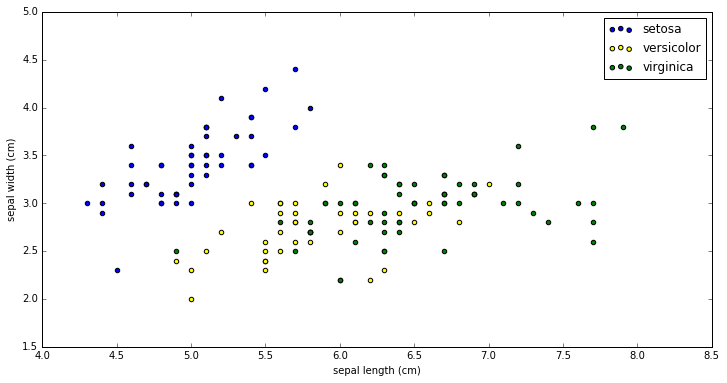 5.0
4.5
4.0
3.5
3.0
2.5
2.0
1.5
sepal width (cm)
setosa
versicolor
virginica
4.0 4.5 5.0 5.5 6.0 6.5 7.0 7.5 8.0 8.5
sepal length (cm)